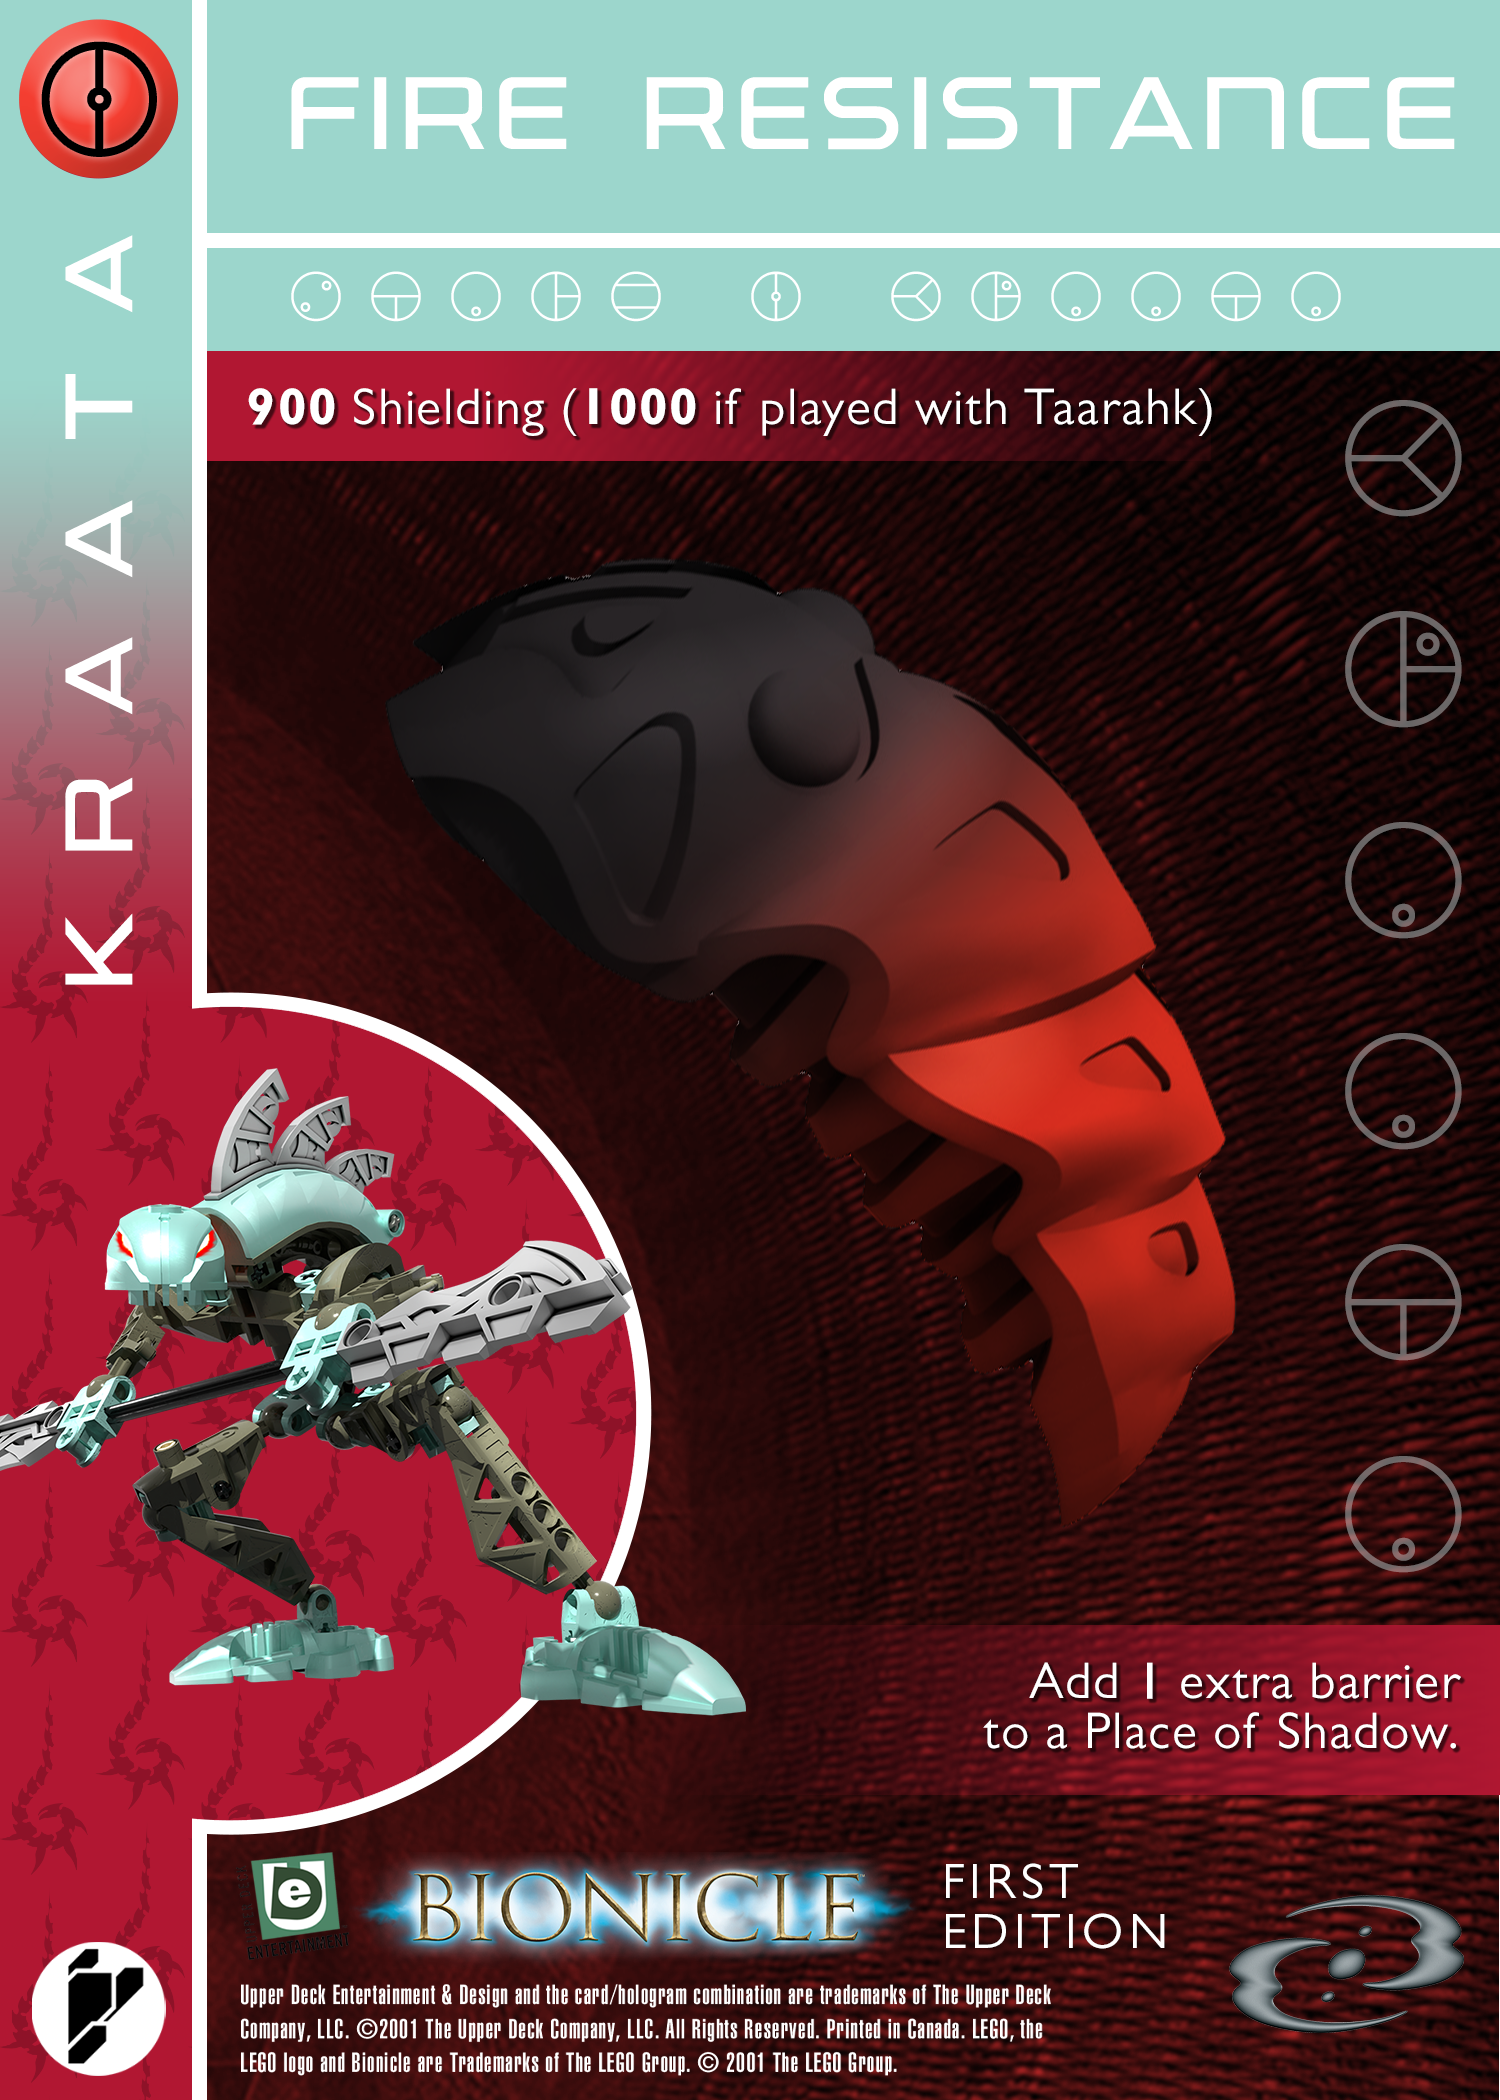 FIRE RESISTANCE
KRAATA
900 Shielding (1000 if played with Taarahk)
Add 1 extra barrier
to a Place of Shadow.
de
ENTERTAINMENT
BIONICLE
FIRST
EDITION
Upper Deck Entertainment & Design and the card/hologram combination are trademarks of The Upper Deck
Company, LLC. ©2001 The Upper Deck Company, LLC. All Rights Reserved. Printed in Canada. LEGO, the
LEGO logo and Bionicle are Trademarks of The LEGO Group. © 2001 The LEGO Group.